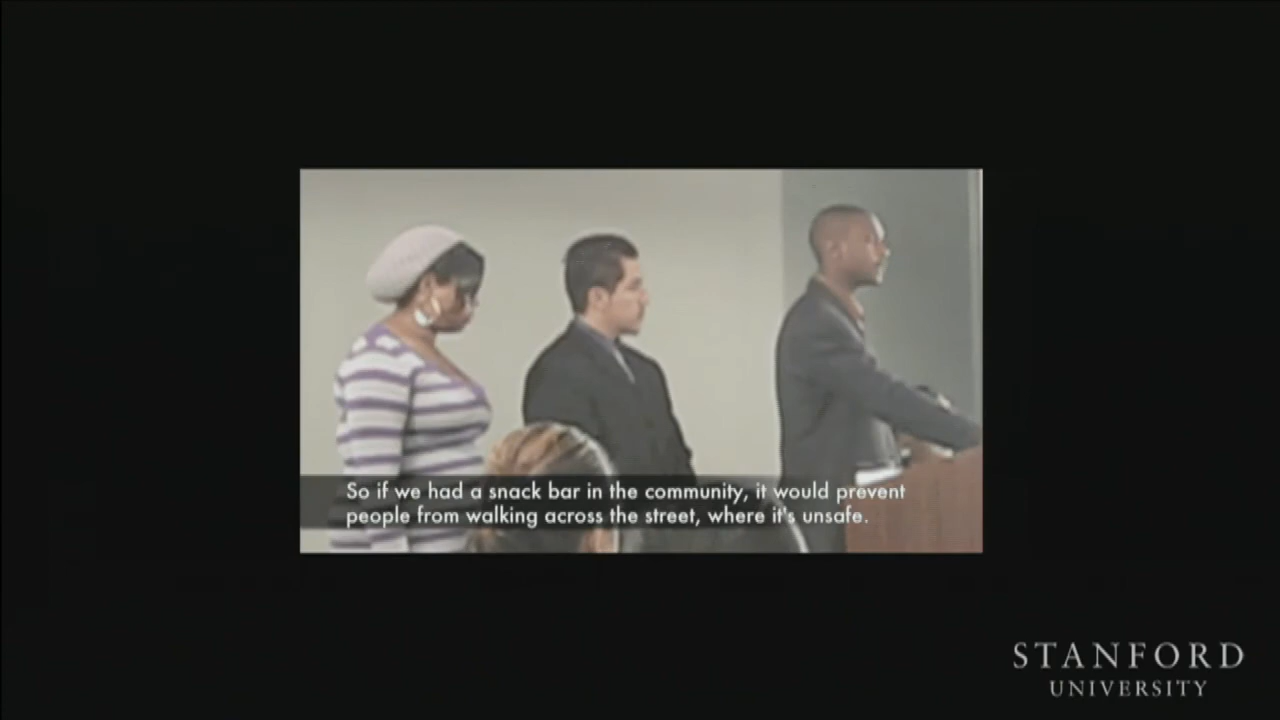 So if we had a snack bar in the community, it would prevent
people from walking across the street, where it's unsafe.
STANFORD
UNIVERSITY